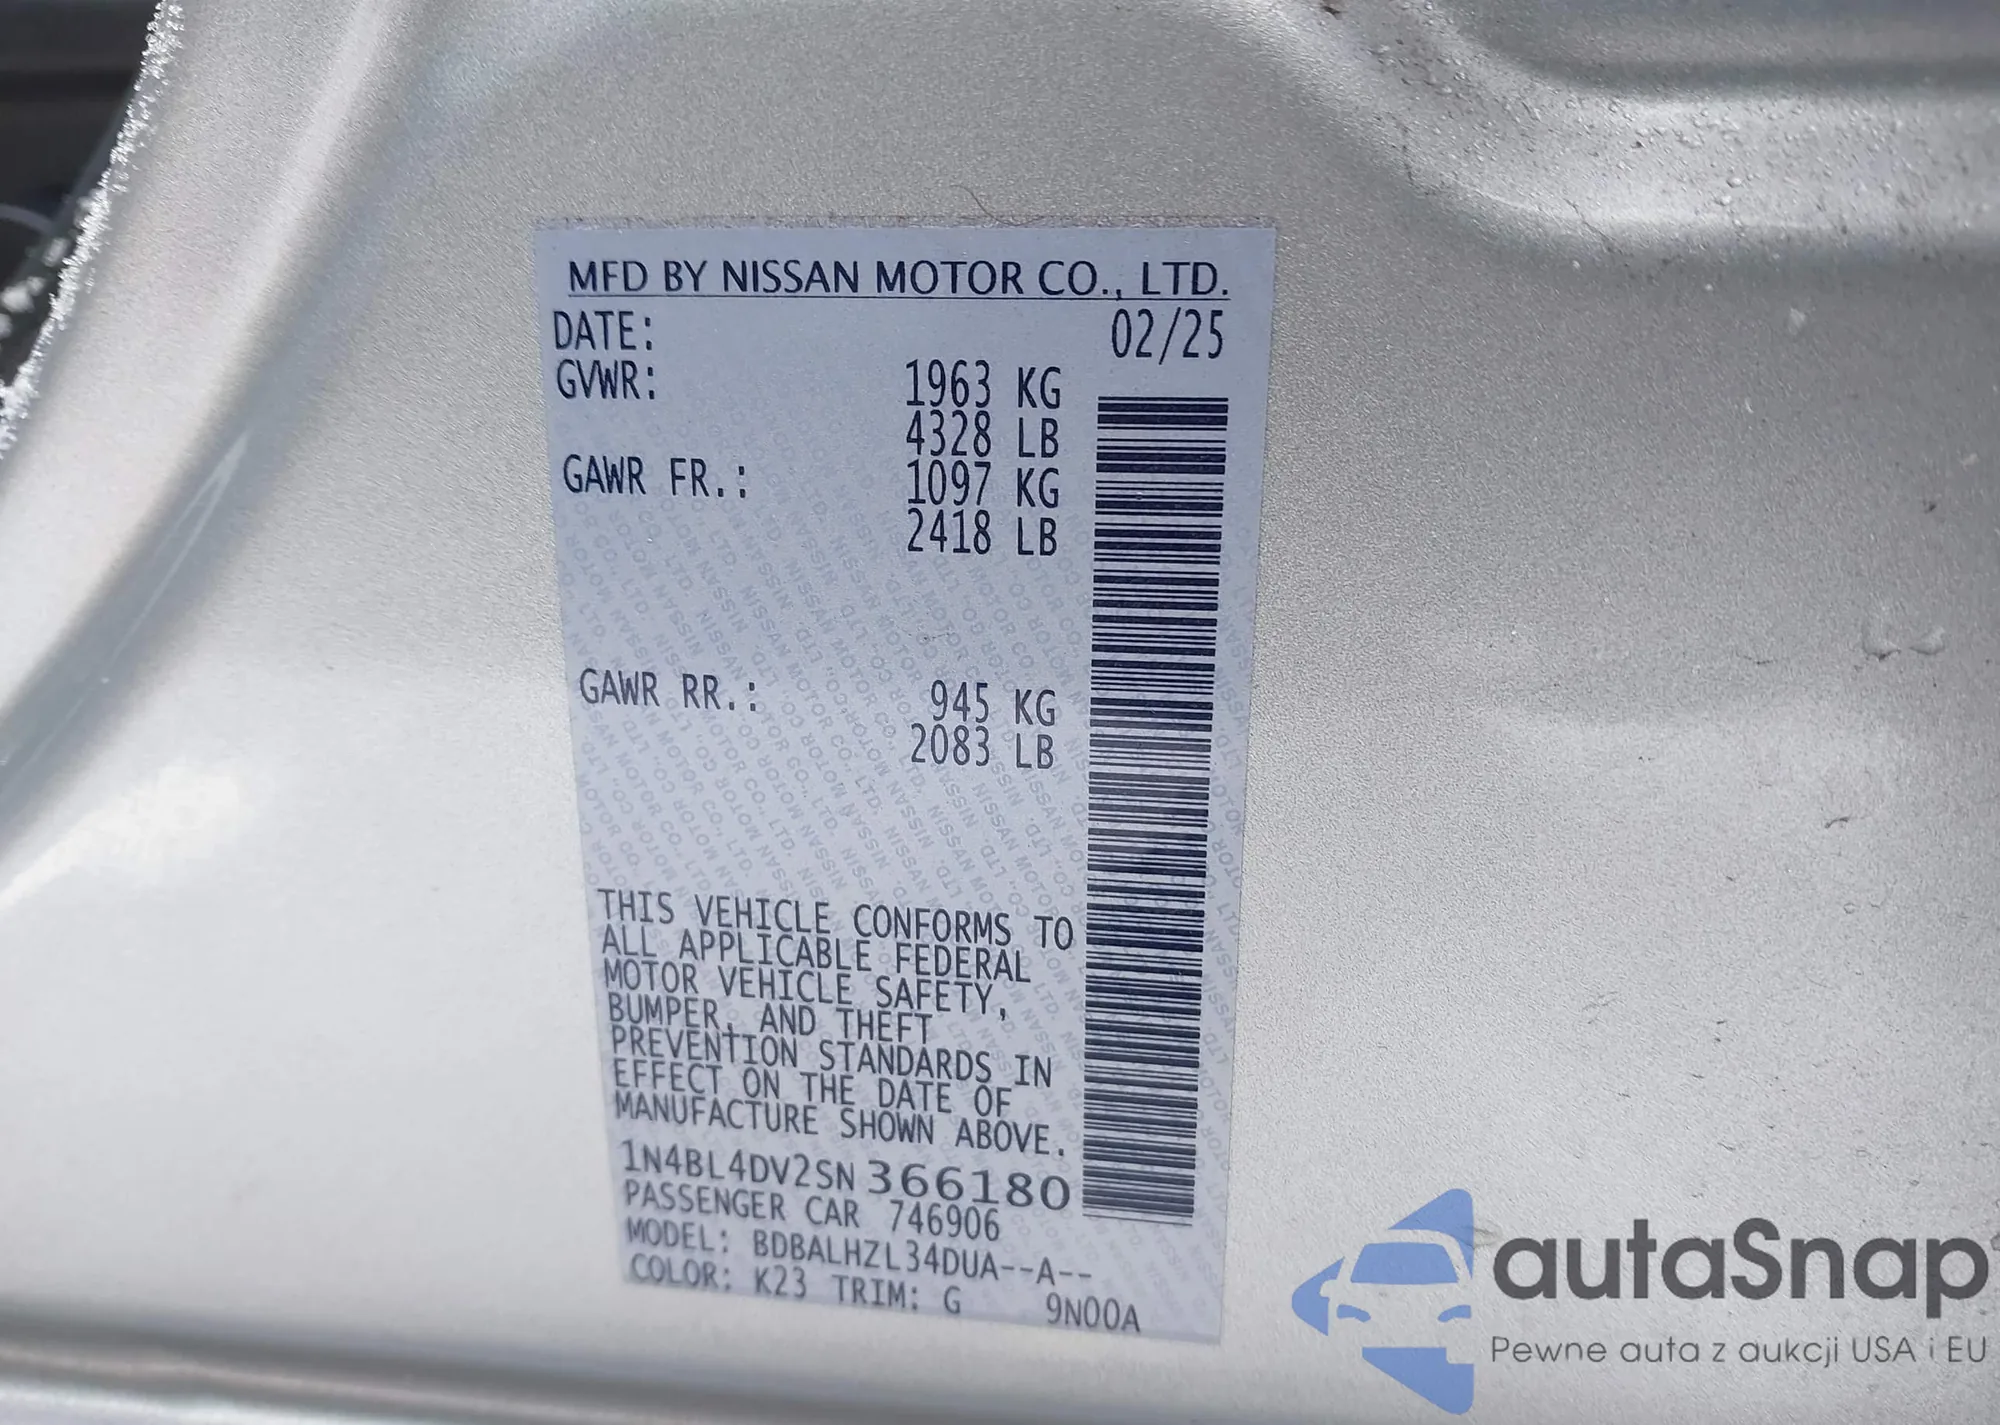 MFD BY NISSAN MOTOR CO., LTD.
DATE: 02/25
GVWR: 1963 KG
4328 LB
GAWR FR.: 1097 KG
2418 LB
GAWR RR.: 945 KG
2083 LB
THIS VEHICLE CONFORMS TO
ALL APPLICABLE FEDERAL
MOTOR VEHICLE SAFETY,
BUMPER, AND THEFT
PREVENTION STANDARDS IN
EFFECT ON THE DATE OF
MANUFACTURE SHOWN ABOVE.
1N4BL4DV2SN366180
PASSENGER CAR 746906
MODEL: BDBALHZL34DUA--A--
COLOR: K23 TRIM: G 9N00A
autaSnap
Pewne auta z aukcji USA i EU